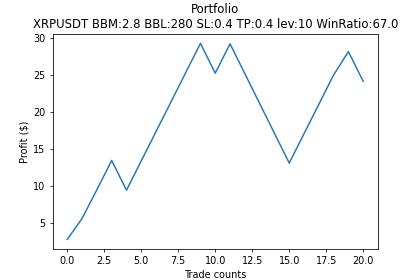 Portfolio
XRPUSDT BBM:2.8 BBL:280 SL:0.4 TP:0.4 lev:10 WinRatio:67.0
30
25
20
15
10
5
Profit ($)
0.0 2.5 5.0 7.5 10.0 12.5 15.0 17.5 20.0
Trade counts